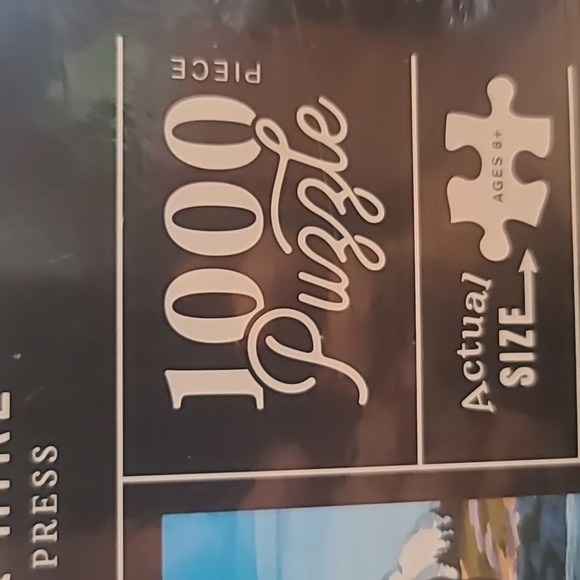 PRESS
1000
PIECE
Puzzle
AGES 8+
Actual
SIZE